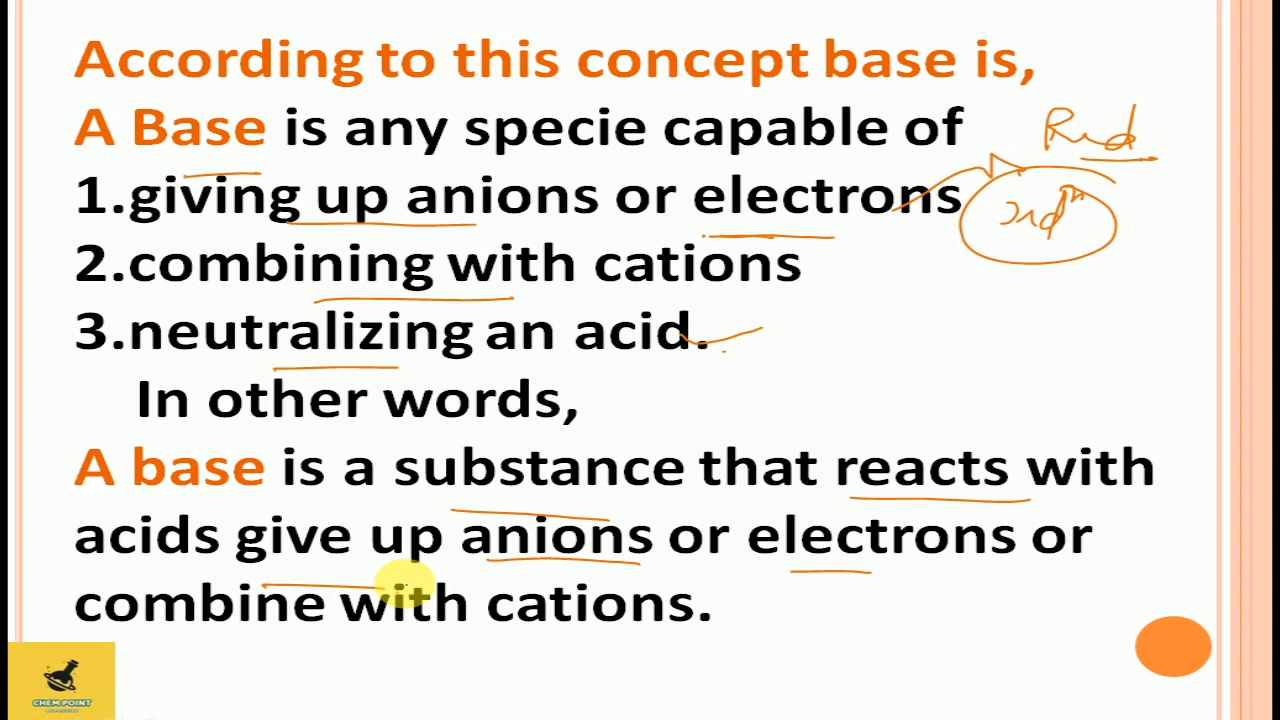 According to this concept base is,
A Base is any specie capable of
1.giving up anions or electrons
2.combining with cations
3.neutralizing an acid.
In other words,
A base is a substance that reacts with
acids give up anions or electrons or
combine with cations.
CHEM POINT